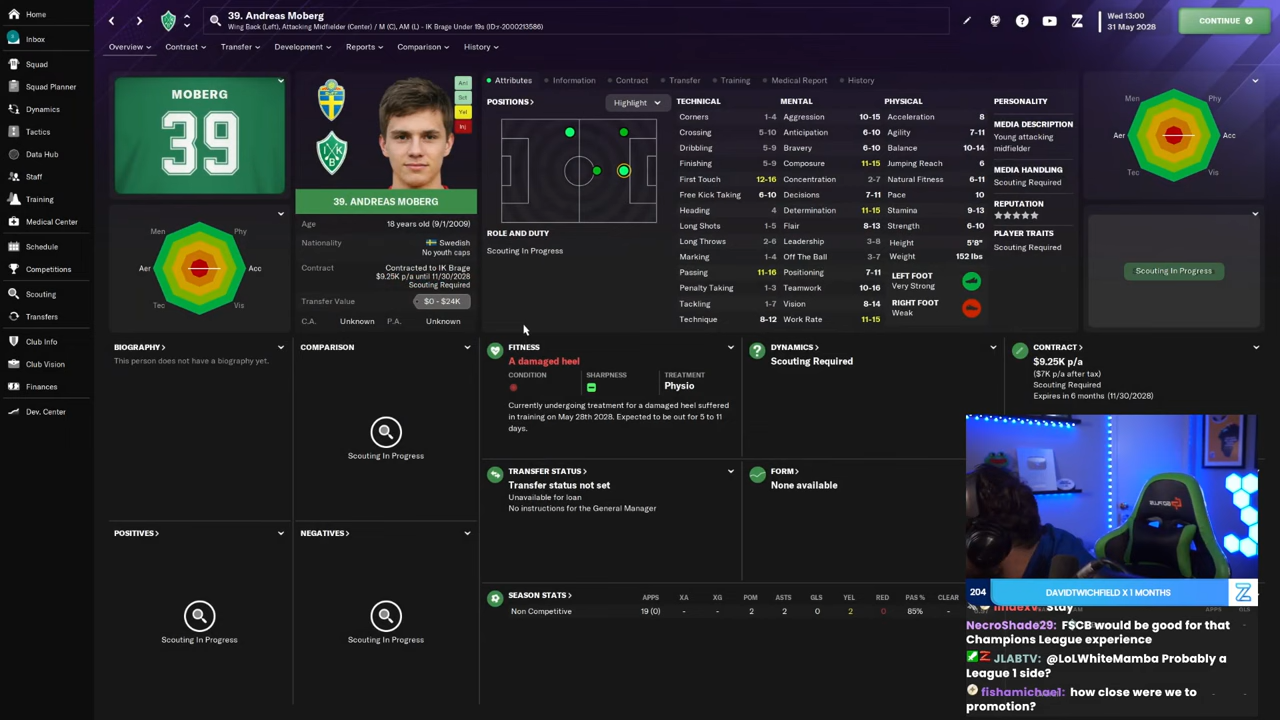 Home
Inbox
Squad
Squad Planner
Dynamics
Tactics
Data Hub
Staff
Training
Medical Center
Schedule
Competitions
Scouting
Transfers
Club Info
Club Vision
Finances
Dev. Center
39. Andreas Moberg
Wing Back (Left), Attacking Midfielder (Center) / M (C), AM (L) - IK Brage Under 19s (ID:r-2000213586)
Wed 13:00
31 May 2028
CONTINUE
Overview
Contract
Transfer
Development
Reports
Comparison
History
MOBERG
39
Men
Phy
Aer
Acc
Tec
Vis
39. ANDREAS MOBERG
Age 18 years old (9/1/2009)
Nationality Swedish
No youth caps
Contract Contracted to IK Brage
$9.25K p/a until 11/30/2028
Scouting Required
Transfer Value $0 - $24K
C.A. Unknown P.A. Unknown
Attributes
Information
Contract
Transfer
Training
Medical Report
History
POSITIONS
Highlight
ROLE AND DUTY
Scouting In Progress
TECHNICAL
Corners 1-4
Crossing 5-10
Dribbling 5-9
Finishing 5-9
First Touch 12-16
Free Kick Taking 6-10
Heading 4
Long Shots 1-5
Long Throws 2-6
Marking 1-4
Passing 11-16
Penalty Taking 1-3
Tackling 1-7
Technique 8-12
MENTAL
Aggression 10-15
Anticipation 6-10
Bravery 6-10
Composure 11-15
Concentration 2-7
Decisions 7-11
Determination 11-15
Flair 8-13
Leadership 3-8
Off The Ball 3-7
Positioning 7-11
Teamwork 10-16
Vision 8-14
Work Rate 11-15
PHYSICAL
Acceleration 8
Agility 7-11
Balance 10-14
Jumping Reach 6
Natural Fitness 6-11
Pace 10
Stamina 9-13
Strength 6-10
Height 5'8"
Weight 152 lbs
LEFT FOOT
Very Strong
RIGHT FOOT
Weak
PERSONALITY
MEDIA DESCRIPTION
Young attacking
midfielder
MEDIA HANDLING
Scouting Required
REPUTATION
PLAYER TRAITS
Scouting Required
Men
Phy
Aer
Acc
Tec
Vis
Scouting In Progress
BIOGRAPHY
This person does not have a biography yet.
COMPARISON
Scouting In Progress
POSITIVES
Scouting In Progress
NEGATIVES
Scouting In Progress
FITNESS
A damaged heel
CONDITION
SHARPNESS
TREATMENT
Physio
Currently undergoing treatment for a damaged heel suffered
in training on May 28th 2028. Expected to be out for 5 to 11
days.
DYNAMICS
Scouting Required
CONTRACT
$9.25K p/a
($7K p/a after tax)
Scouting Required
Expires in 6 months (11/30/2028)
TRANSFER STATUS
Transfer status not set
Unavailable for loan
No instructions for the General Manager
FORM
None available
SEASON STATS APPS XA XG POM ASTS GLS YEL RED PAS % CLEAR
Non Competitive 19 (0) - - 2 2 0 2 0 85% -
204 DAVIDTWICHFIELD X 1 MONTHS
Stay
NecroShade29: FSCB would be good for that
Champions League experience
JLABTV: @LoLWhiteMamba Probably a
League 1 side?
fishamichael: how close were we to
promotion?